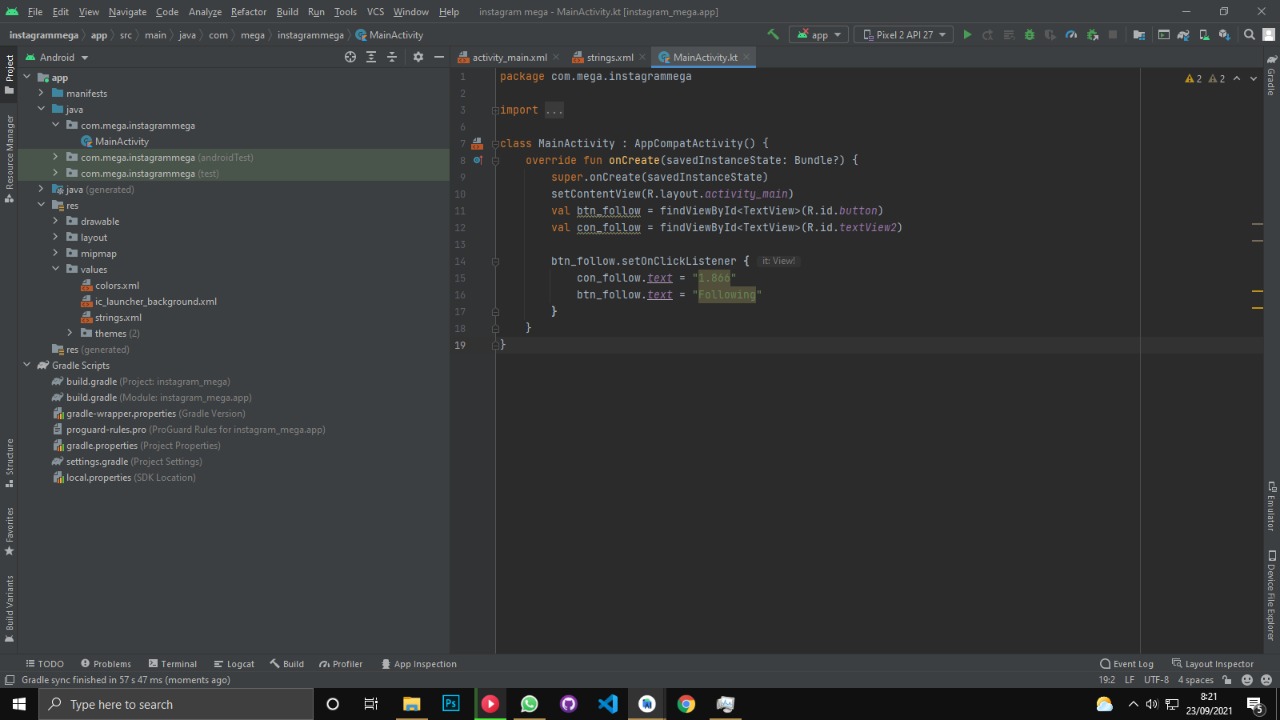 File Edit View Navigate Code Analyze Refactor Build Run Tools VCS Window Help instagram mega - MainActivity.kt [instagram_mega.app]
instagrammega app src main java com mega instagrammega MainActivity app Pixel 2 API 27
Project
Resource Manager
Structure
Favorites
Build Variants
Android
app
manifests
java
com.mega.instagrammega
MainActivity
com.mega.instagrammega (androidTest)
com.mega.instagrammega (test)
java (generated)
res
drawable
layout
mipmap
values
colors.xml
ic_launcher_background.xml
strings.xml
themes (2)
res (generated)
Gradle Scripts
build.gradle (Project: instagram_mega)
build.gradle (Module: instagram_mega.app)
gradle-wrapper.properties (Gradle Version)
proguard-rules.pro (ProGuard Rules for instagram_mega.app)
gradle.properties (Project Properties)
settings.gradle (Project Settings)
local.properties (SDK Location)
activity_main.xml strings.xml MainActivity.kt
2 2
1 package com.mega.instagrammega
2
3 import ...
6
7 class MainActivity : AppCompatActivity() {
8 override fun onCreate(savedInstanceState: Bundle?) {
9 super.onCreate(savedInstanceState)
10 setContentView(R.layout.activity_main)
11 val btn_follow = findViewById<TextView>(R.id.button)
12 val con_follow = findViewById<TextView>(R.id.textView2)
13
14 btn_follow.setOnClickListener { it: View!
15 con_follow.text = "1.866"
16 btn_follow.text = "Following"
17 }
18 }
19 }
Gradle
Emulator
Device File Explorer
TODO Problems Terminal Logcat Build Profiler App Inspection Event Log Layout Inspector
Gradle sync finished in 57 s 47 ms (moments ago) 19:2 LF UTF-8 4 spaces
Type here to search
Ps
8:21
23/09/2021
5